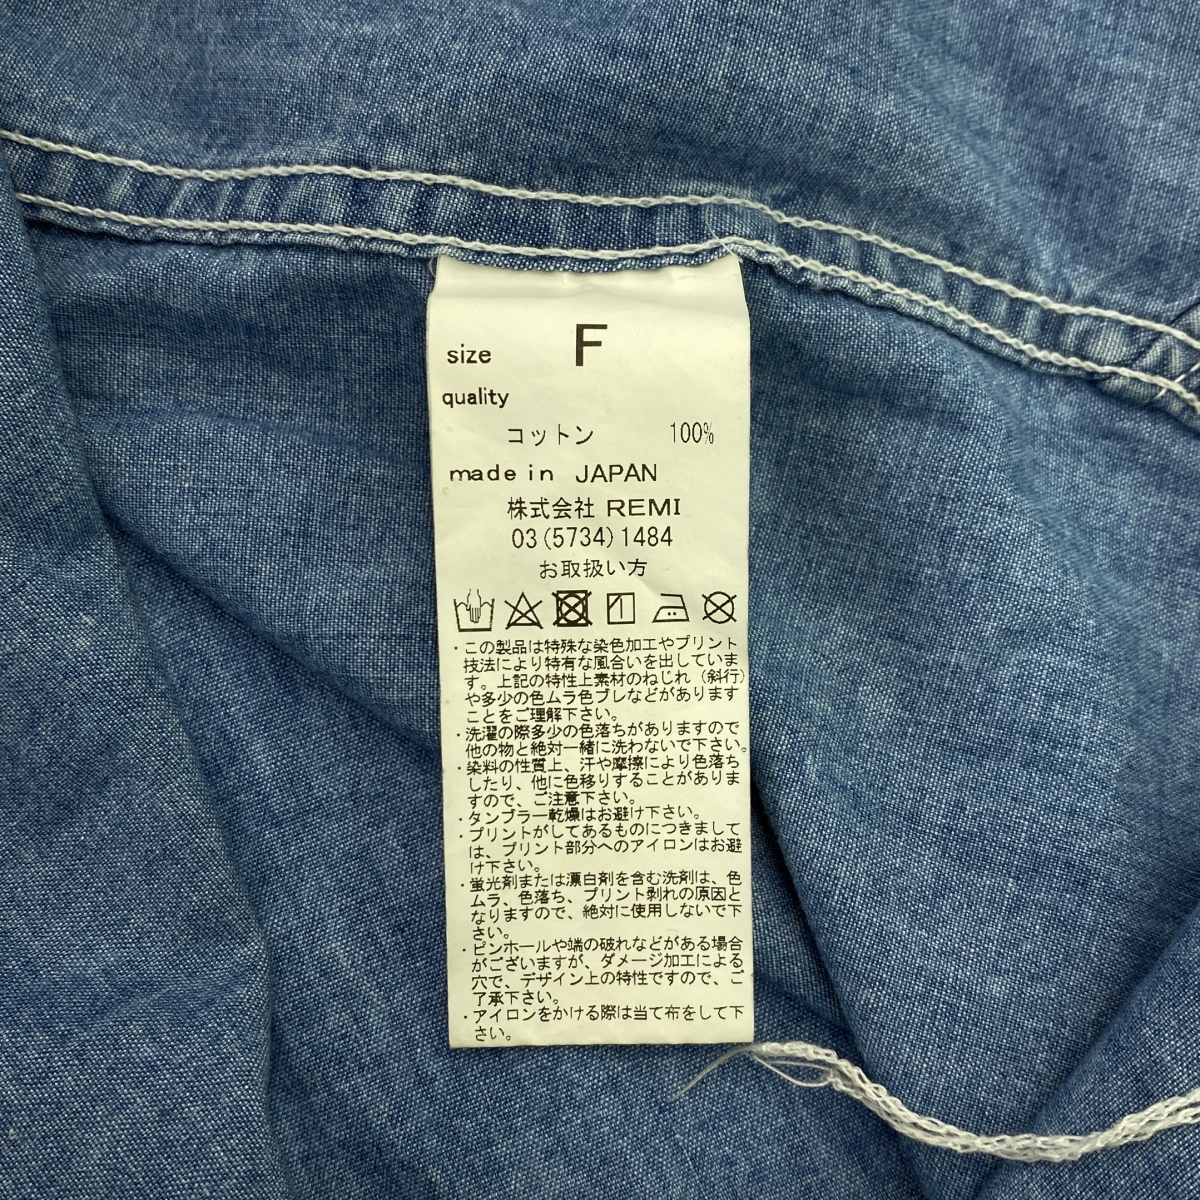 size F
quality
コットン 100%
made in JAPAN
株式会社 REMI
03(5734)1484
お取扱い方
・この製品は特殊な染色加工やプリント
技法により特有な風合いを出していま
す。上記の特性上素材のねじれ（斜行）
や多少の色ムラ色ブレなどがあります
ことをご理解下さい。
・洗濯の際多少の色落ちがありますので
他の物と絶対一緒に洗わないで下さい。
・染料の性質上、汗や摩擦により色落ち
したり、他に色移りすることがありま
すので、ご注意下さい。
・タンブラー乾燥はお避け下さい。
・プリントがしてあるものにつきまして
は、プリント部分へのアイロンはお避
け下さい。
・蛍光剤または漂白剤を含む洗剤は、色
ムラ、色落ち、プリント剥れの原因と
なりますので、絶対に使用しないで下
さい。
・ピンホールや端の破れなどがある場合
がございますが、ダメージ加工による
穴で、デザイン上の特性ですので、ご
了承下さい。
・アイロンをかける際は当て布をして下
さい。